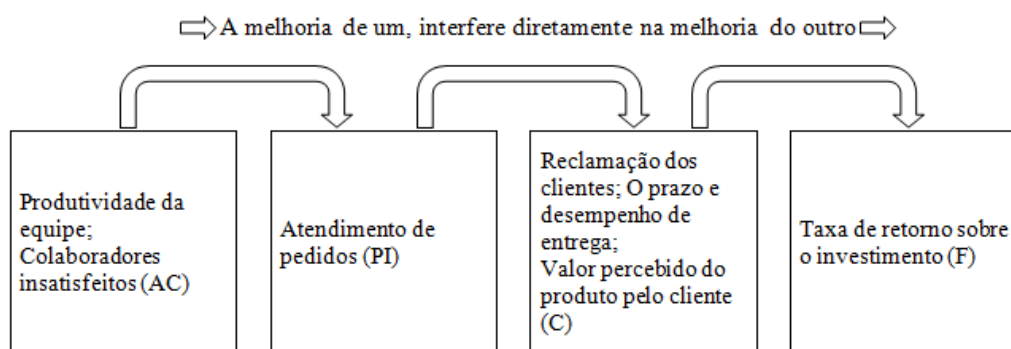 A melhoria de um, interfere diretamente na melhoria do outro
Produtividade da
equipe;
Colaboradores
insatisfeitos (AC)
Atendimento de
pedidos (PI)
Reclamação dos
clientes; O prazo e
desempenho de
entrega;
Valor percebido do
produto pelo cliente
(C)
Taxa de retorno sobre
o investimento (F)